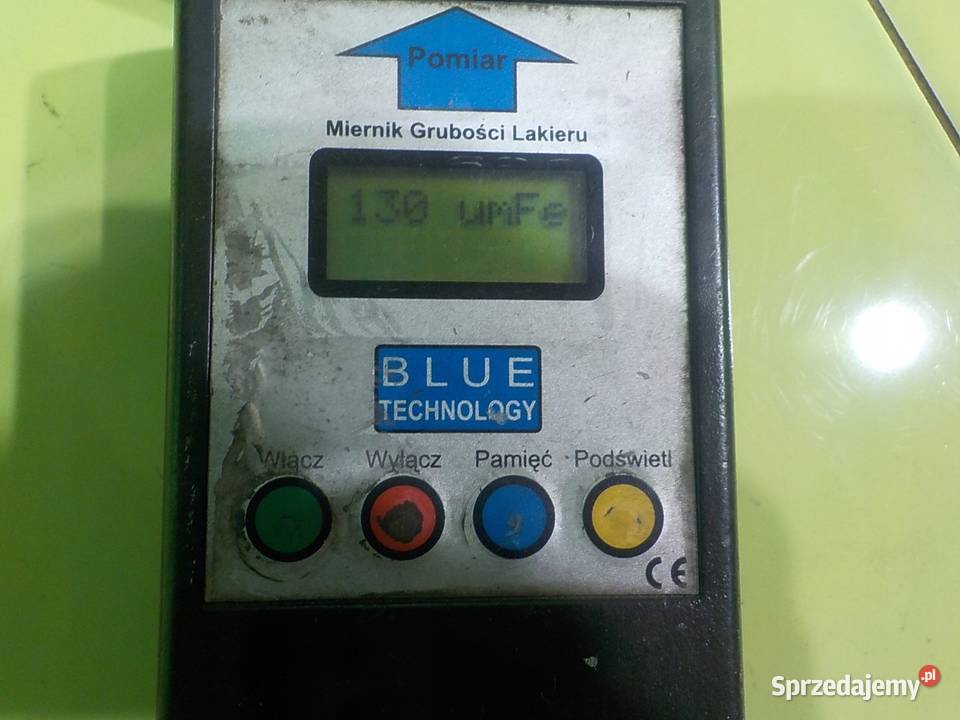 Pomiar
Miernik Grubości Lakieru
130 umFe
BLUE
TECHNOLOGY
Włącz Wyłącz Pamięć Podświetl
CE
Sprzedajemy.pl